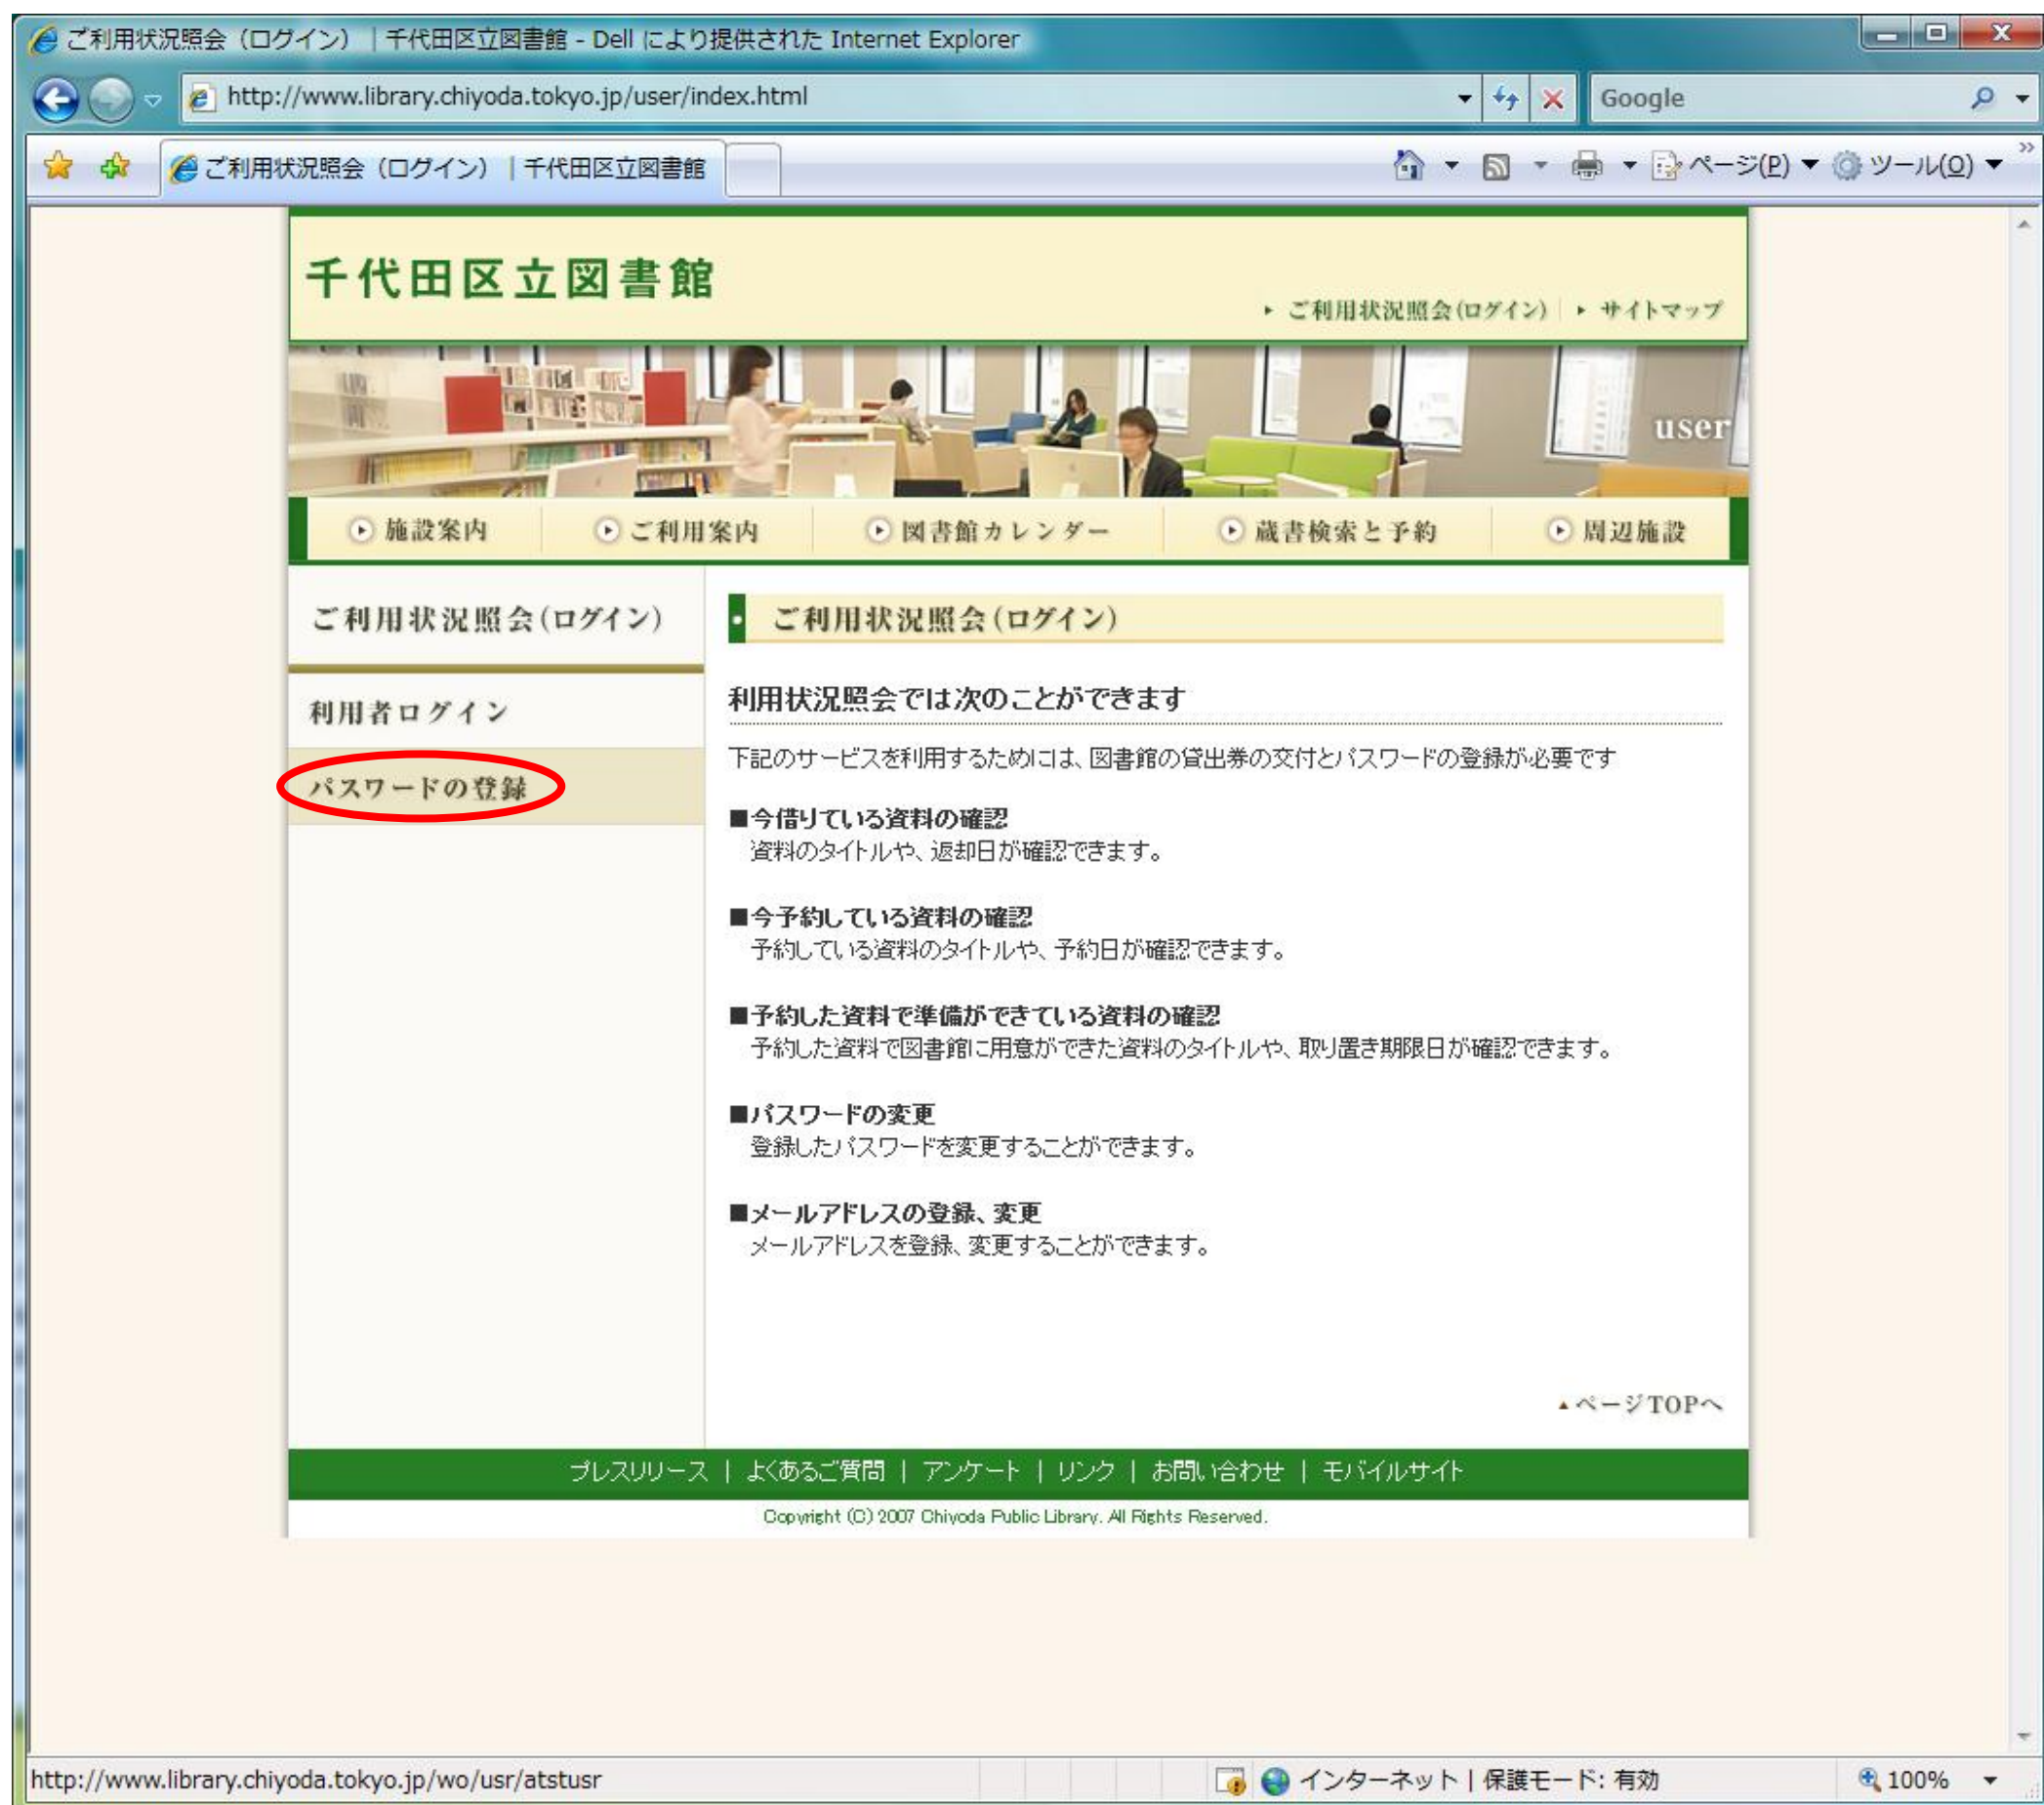 ご利用状況照会（ログイン）｜千代田区立図書館 - Dell により提供された Internet Explorer
http://www.library.chiyoda.tokyo.jp/user/index.html
Google
ご利用状況照会（ログイン）｜千代田区立図書館
ページ(P)
ツール(O)
千代田区立図書館
ご利用状況照会(ログイン)
サイトマップ
user
施設案内
ご利用案内
図書館カレンダー
蔵書検索と予約
周辺施設
ご利用状況照会(ログイン)
利用者ログイン
パスワードの登録
ご利用状況照会(ログイン)
利用状況照会では次のことができます
下記のサービスを利用するためには、図書館の貸出券の交付とパスワードの登録が必要です
■今借りている資料の確認
資料のタイトルや、返却日が確認できます。
■今予約している資料の確認
予約している資料のタイトルや、予約日が確認できます。
■予約した資料で準備ができている資料の確認
予約した資料で図書館に用意ができた資料のタイトルや、取り置き期限日が確認できます。
■パスワードの変更
登録したパスワードを変更することができます。
■メールアドレスの登録、変更
メールアドレスを登録、変更することができます。
▲ページTOPへ
プレスリリース | よくあるご質問 | アンケート | リンク | お問い合わせ | モバイルサイト
Copyright (C) 2007 Chiyoda Public Library. All Rights Reserved.
http://www.library.chiyoda.tokyo.jp/wo/usr/atstusr
インターネット | 保護モード: 有効
100%